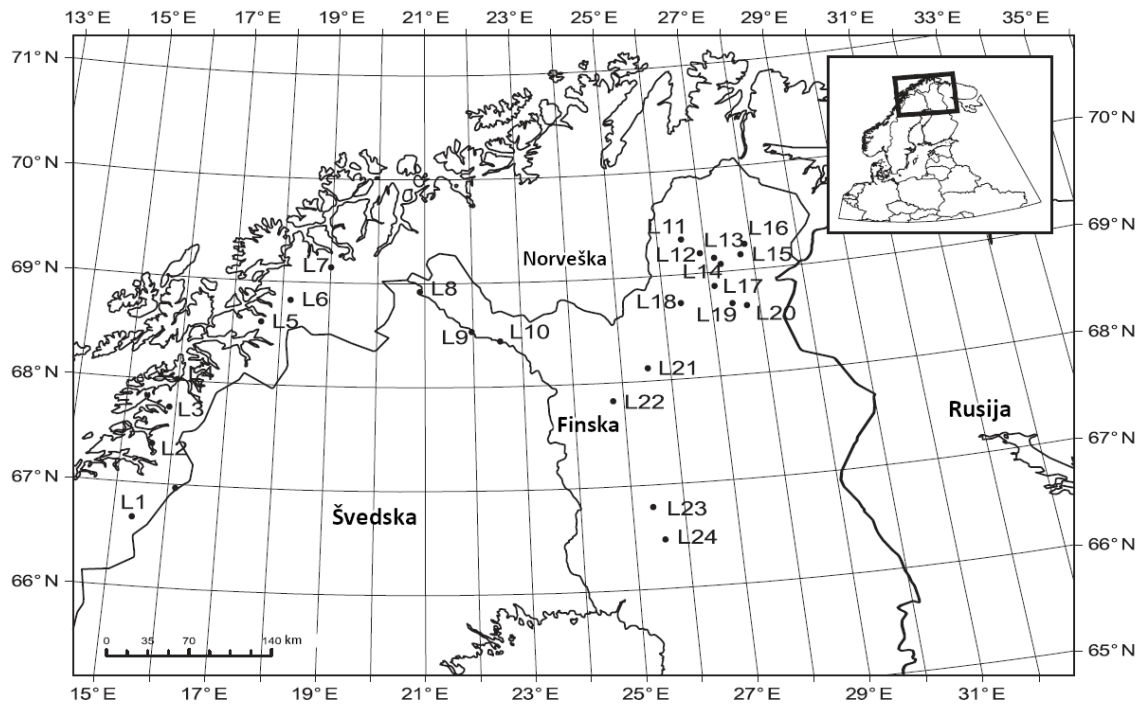 13° E 15° E 17° E 19° E 21° E 23° E 25° E 27° E 29° E 31° E 33° E 35° E
71° N
70° N
70° N
L11
L16
L13
69° N
Norveška
L12
L15
69° N
L7
L14
L8
L17
L6
L18
L19
L20
L5
L9
L10
68° N
68° N
L21
L3
L22
Rusija
Finska
67° N
L2
67° N
L1
Švedska
L23
L24
66° N
66° N
0 35 70 140 km
65° N
15° E 17° E 19° E 21° E 23° E 25° E 27° E 29° E 31° E